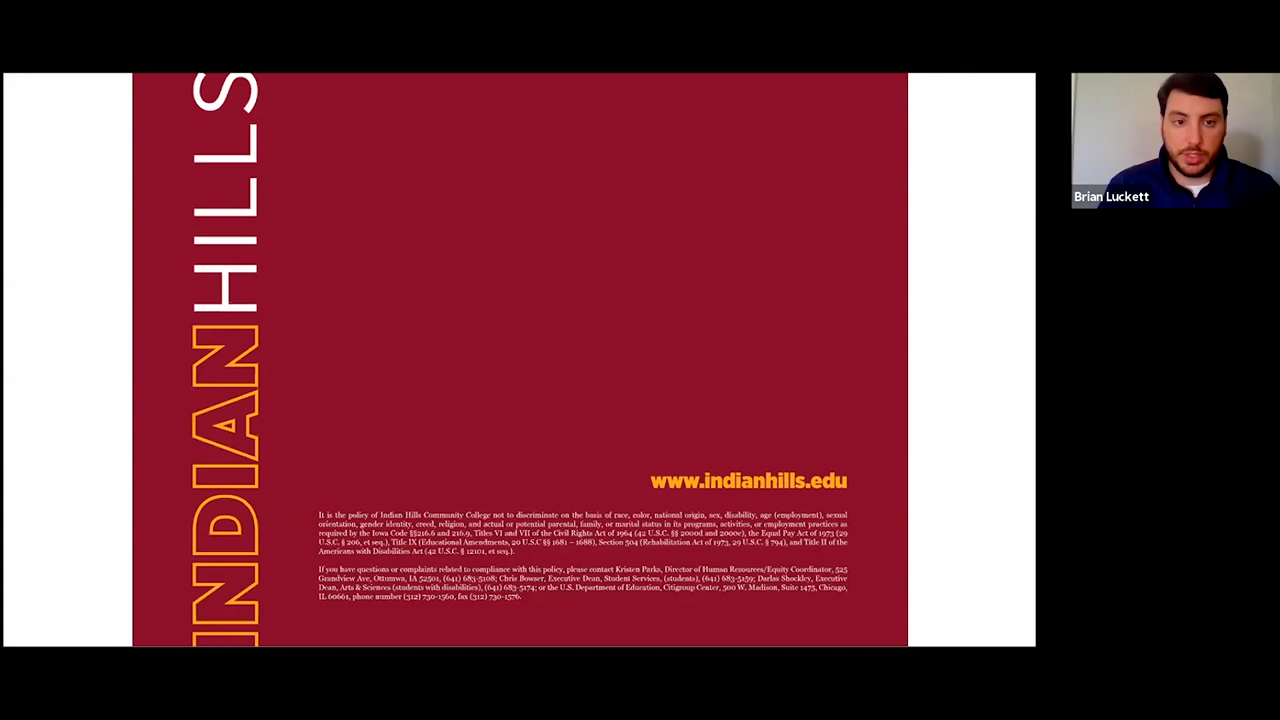 INDIANHILLS
www.indianhills.edu
It is the policy of Indian Hills Community College not to discriminate on the basis of race, color, national origin, sex, disability, age (employment), sexual
orientation, gender identity, creed, religion, and actual or potential parental, family, or marital status in its programs, activities, or employment practices as
required by the Iowa Code §§216.6 and 216.9, Titles VI and VII of the Civil Rights Act of 1964 (42 U.S.C. §§ 2000d and 2000e), the Equal Pay Act of 1973 (29
U.S.C. § 206, et seq.), Title IX (Educational Amendments, 20 U.S.C §§ 1681 – 1688), Section 504 (Rehabilitation Act of 1973, 29 U.S.C. § 794), and Title II of the
Americans with Disabilities Act (42 U.S.C. § 12101, et seq.).
If you have questions or complaints related to compliance with this policy, please contact Kristen Parks, Director of Human Resources/Equity Coordinator, 525
Grandview Ave, Ottumwa, IA 52501, (641) 683-5108; Chris Bowser, Executive Dean, Student Services, (students), (641) 683-5159; Darlas Shockley, Executive
Dean, Arts & Sciences (students with disabilities), (641) 683-5174; or the U.S. Department of Education, Citigroup Center, 500 W. Madison, Suite 1475, Chicago,
IL 60661, phone number (312) 730-1560, fax (312) 730-1576.
Brian Luckett